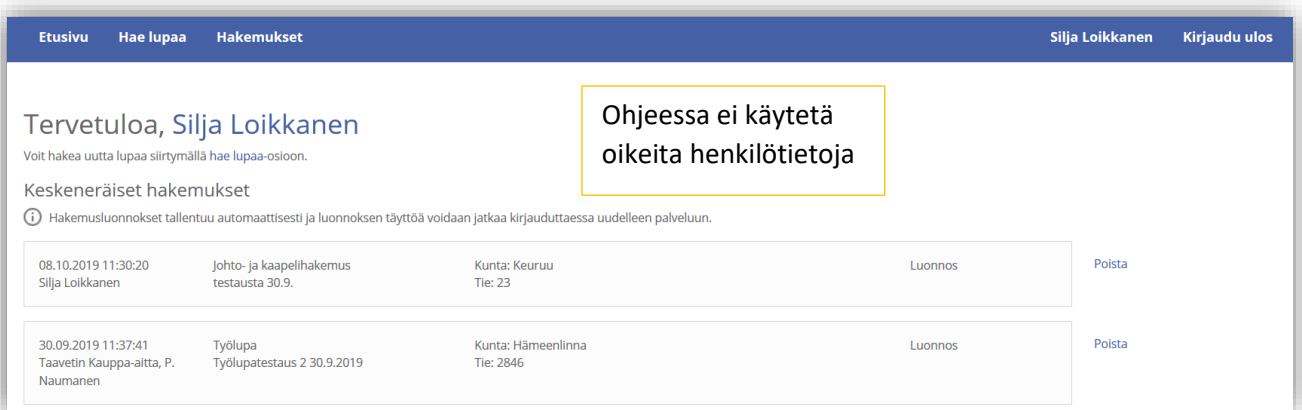 Etusivu Hae lupaa Hakemukset Silja Loikkanen Kirjaudu ulos
Ohjeessa ei käytetä
oikeita henkilötietoja
Tervetuloa, Silja Loikkanen
Voit hakea uutta lupaa siirtymällä hae lupaa-osioon.
Keskeneräiset hakemukset
Hakemusluonnokset tallentuu automaattisesti ja luonnoksen täyttöä voidaan jatkaa kirjauduttaessa uudelleen palveluun.
08.10.2019 11:30:20 Johto- ja kaapelihakemus Kunta: Keuruu Luonnos Poista
Silja Loikkanen testausta 30.9. Tie: 23
30.09.2019 11:37:41 Työlupa Kunta: Hämeenlinna Luonnos Poista
Taavetin Kauppa-aitta, P. Työlupatestaus 2 30.9.2019 Tie: 2846
Naumanen